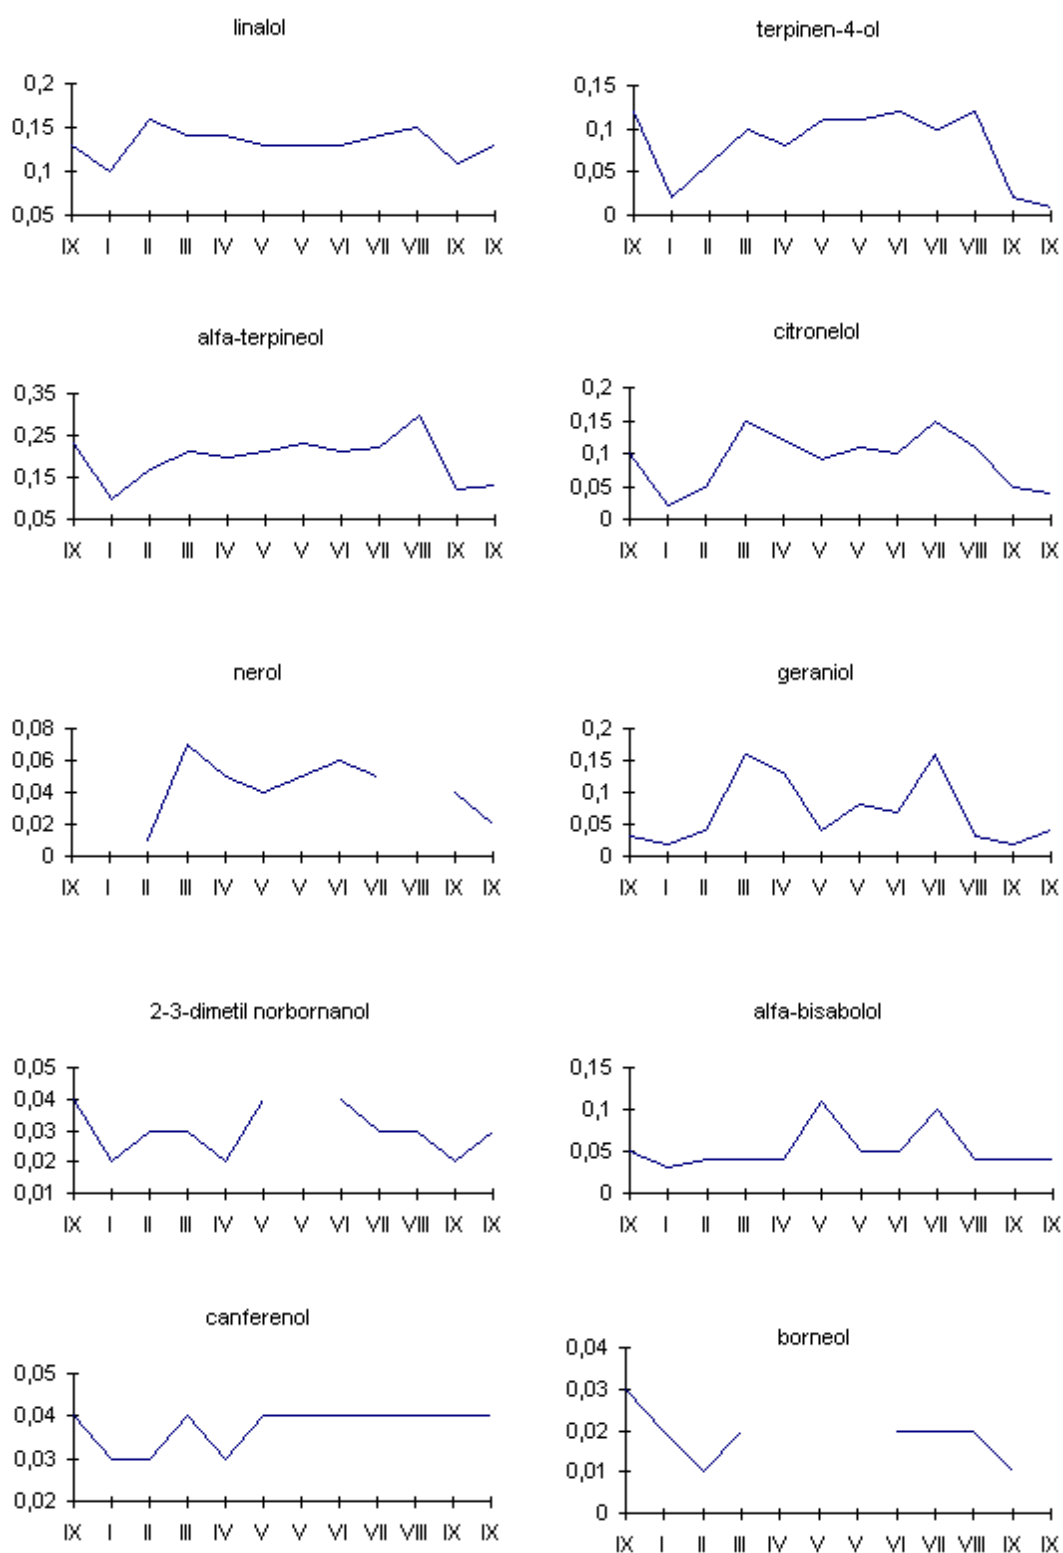 linalol
0,2
0,15
0,1
0,05
IX I II III IV V V VI VII VIII IX IX
terpinen-4-ol
0,15
0,1
0,05
0
IX I II III IV V V VI VII VIII IX IX
alfa-terpineol
0,35
0,25
0,15
0,05
IX I II III IV V V VI VII VIII IX IX
citronelol
0,2
0,15
0,1
0,05
0
IX I II III IV V V VI VII VIII IX IX
nerol
0,08
0,06
0,04
0,02
0
IX I II III IV V V VI VII VIII IX IX
geraniol
0,2
0,15
0,1
0,05
0
IX I II III IV V V VI VII VIII IX IX
2-3-dimetil norbornanol
0,05
0,04
0,03
0,02
0,01
IX I II III IV V V VI VII VIII IX IX
alfa-bisabolol
0,15
0,1
0,05
0
IX I II III IV V V VI VII VIII IX IX
canferenol
0,05
0,04
0,03
0,02
IX I II III IV V V VI VII VIII IX IX
borneol
0,04
0,03
0,02
0,01
0
IX I II III IV V V VI VII VIII IX IX